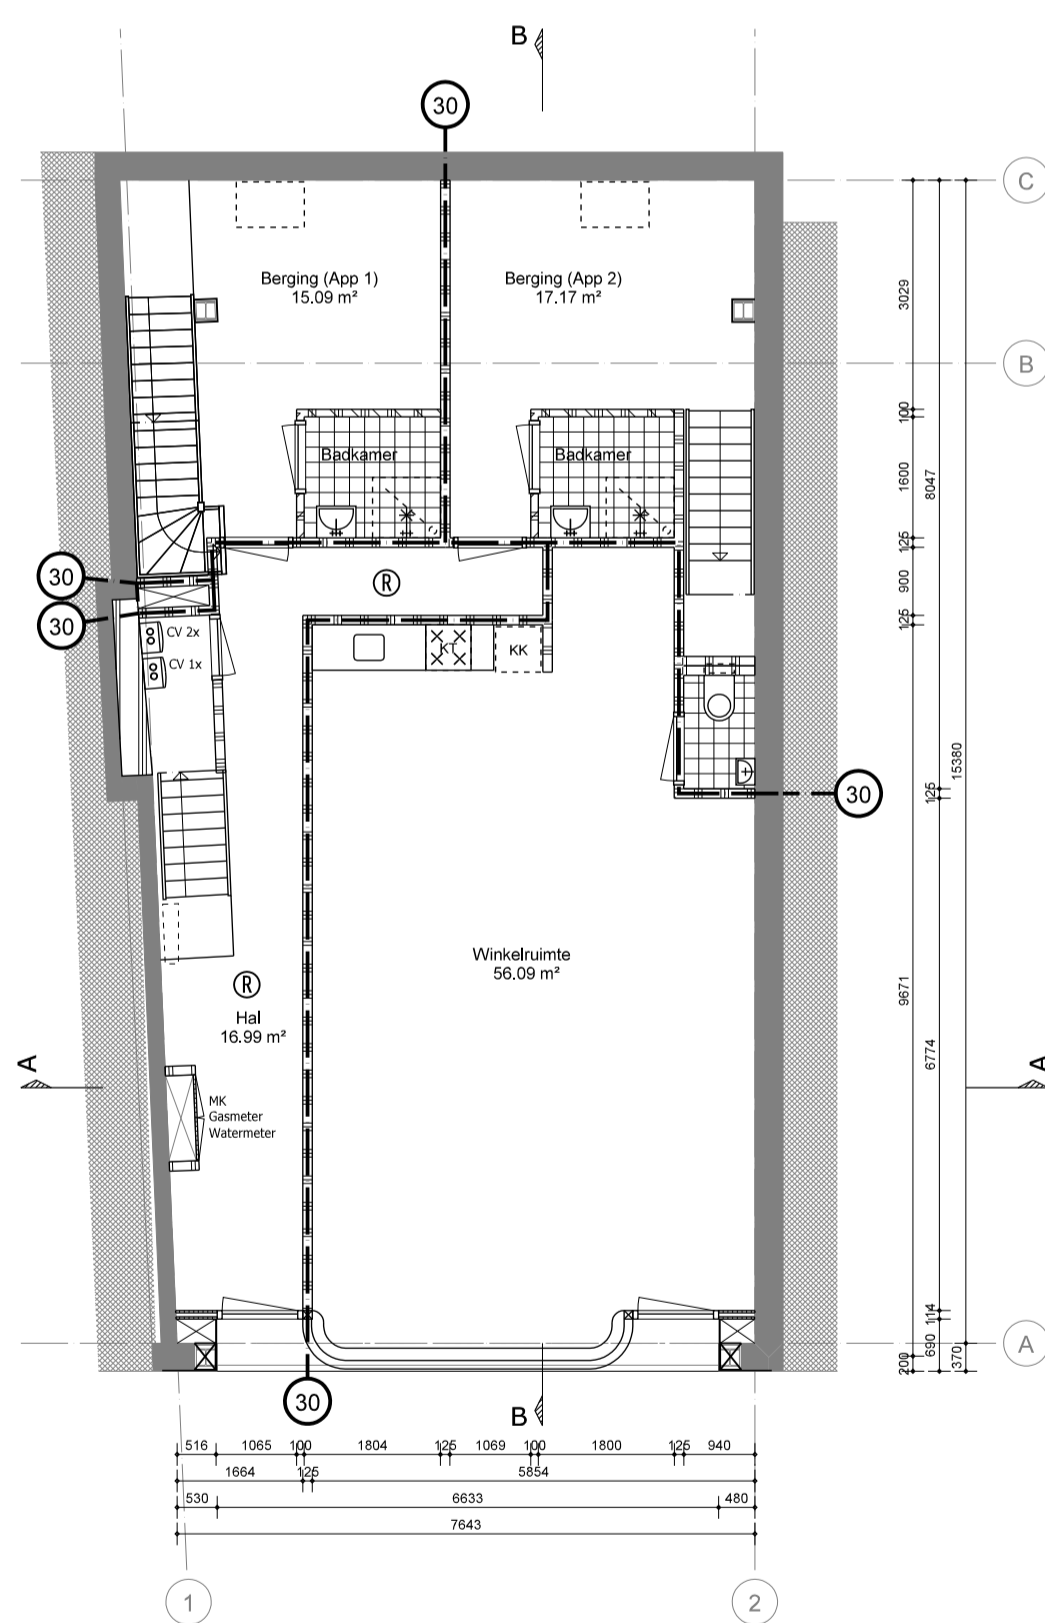 B
30
C
Berging (App 1)
15.09 m²
Berging (App 2)
17.17 m²
3029
B
100
Badkamer
Badkamer
1600
8047
125
30
R
900
30
CV 2x
125
KT
KK
CV 1x
15380
30
125
Winkelruimte
56.09 m²
9671
R
Hal
16.99 m²
6774
A
A
MK
Gasmeter
Watermeter
114
690
A
200
370
30
B
516 1065 100 1804 125 1069 100 1800 125 940
1664 125 5854
530 6633 480
7643
1
2